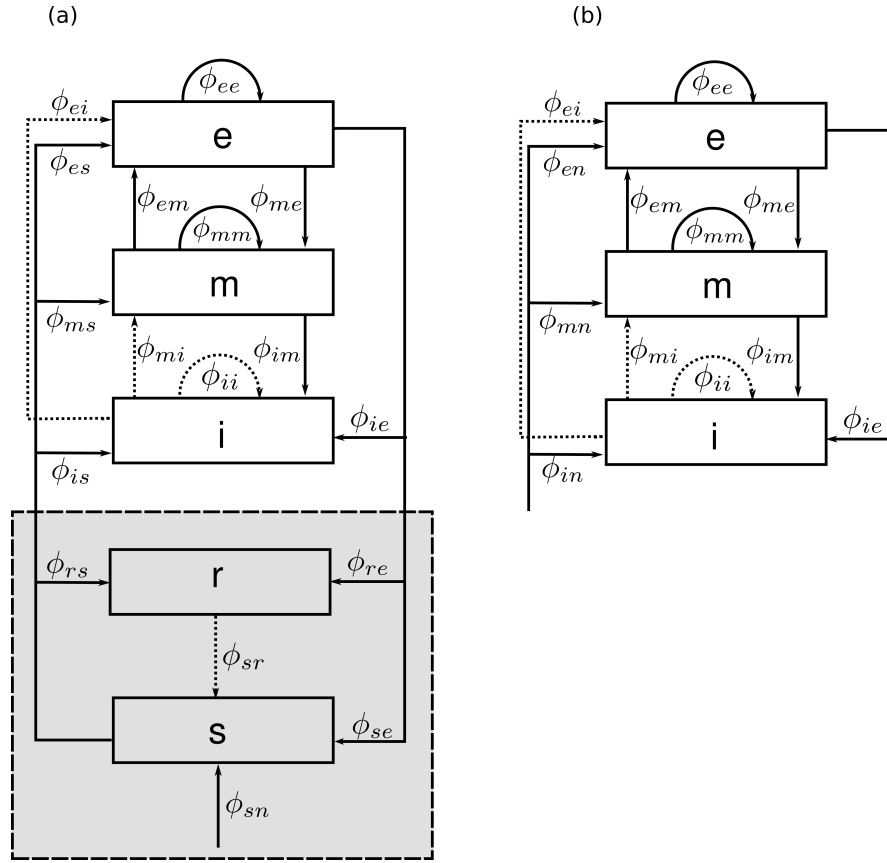 (a) (b)
ϕee ϕee
ϕei ϕei
e e
ϕes ϕen
ϕem ϕme ϕem ϕme
ϕmm ϕmm
m m
ϕms ϕmn
ϕmi ϕim ϕmi ϕim
ϕii ϕii
ϕie ϕie
i i
ϕis ϕin
ϕrs r ϕre
ϕsr
s ϕse
ϕsn